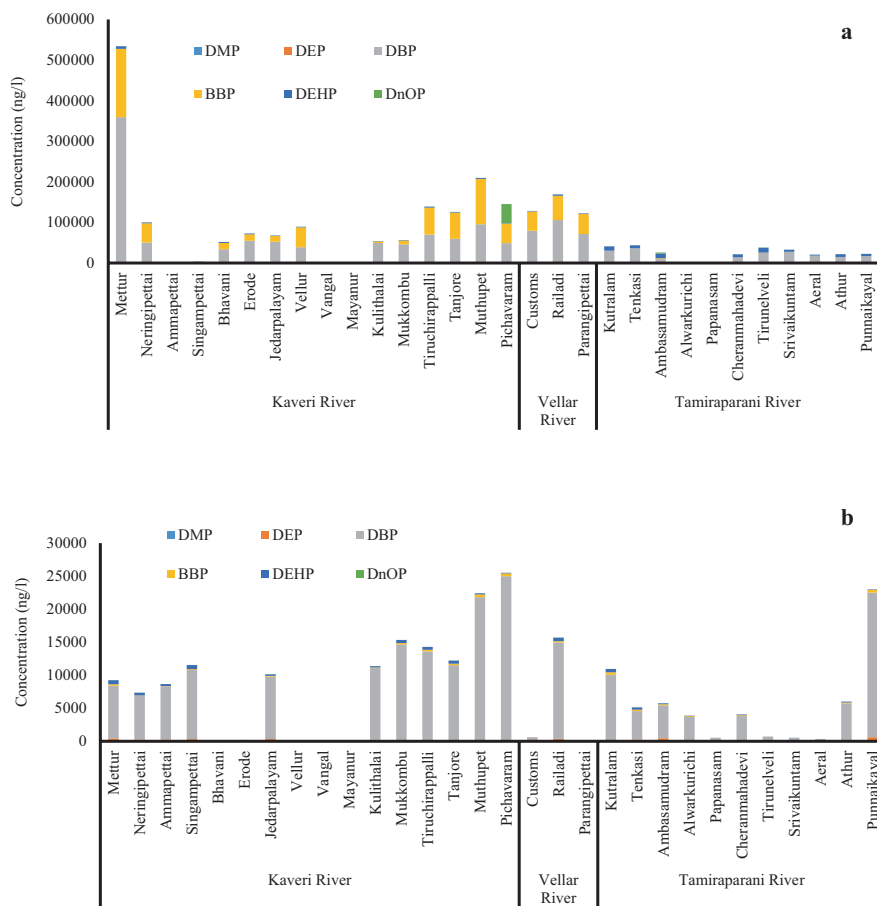 a
DMP DEP DBP
BBP DEHP DnOP
Concentration (ng/l)
600000
500000
400000
300000
200000
100000
0
Mettur
Neringipettai
Ammapettai
Singampettai
Bhavani
Erode
Jedarpalayam
Vellur
Vangal
Mayanur
Kulithalai
Mukkombu
Tiruchirappalli
Tanjore
Muthupet
Pichavaram
Customs
Railadi
Parangipettai
Kutralam
Tenkasi
Ambasamudram
Alwarkurichi
Papanasam
Cheranmahadevi
Tirunelveli
Srivaikuntam
Aeral
Athur
Punnaikayal
Kaveri River
Vellar
River
Tamiraparani River
b
DMP DEP DBP
BBP DEHP DnOP
Concentration (ng/l)
30000
25000
20000
15000
10000
5000
0
Mettur
Neringipettai
Ammapettai
Singampettai
Bhavani
Erode
Jedarpalayam
Vellur
Vangal
Mayanur
Kulithalai
Mukkombu
Tiruchirappalli
Tanjore
Muthupet
Pichavaram
Customs
Railadi
Parangipettai
Kutralam
Tenkasi
Ambasamudram
Alwarkurichi
Papanasam
Cheranmahadevi
Tirunelveli
Srivaikuntam
Aeral
Athur
Punnaikayal
Kaveri River
Vellar
River
Tamiraparani River